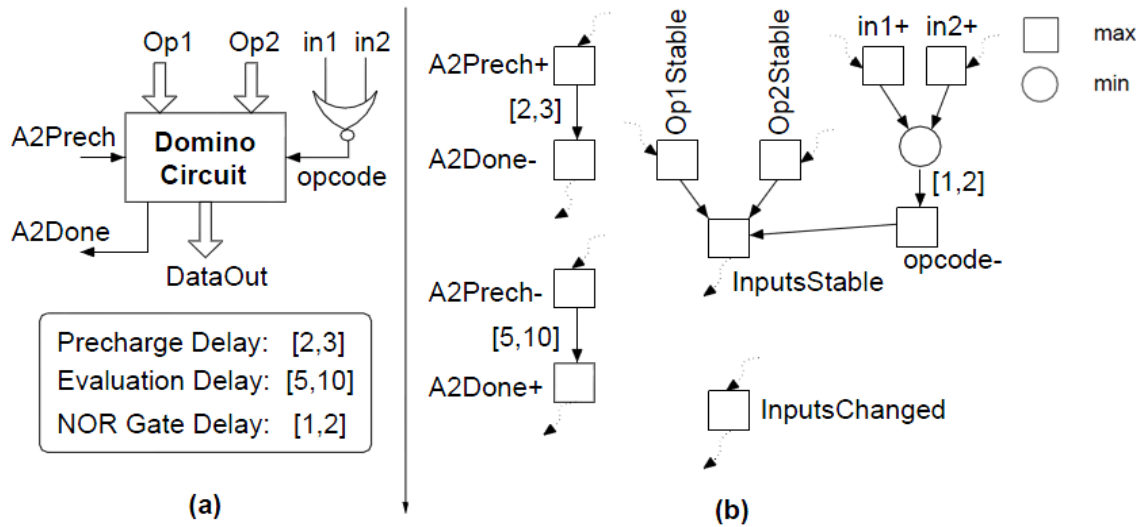 Op1
Op2
in1
in2
A2Prech
Domino
Circuit
opcode
A2Done
DataOut
Precharge Delay: [2,3]
Evaluation Delay: [5,10]
NOR Gate Delay: [1,2]
(a)
A2Prech+
[2,3]
A2Done-
A2Prech-
[5,10]
A2Done+
Op1Stable
Op2Stable
in1+
in2+
[1,2]
opcode-
InputsStable
InputsChanged
max
min
(b)